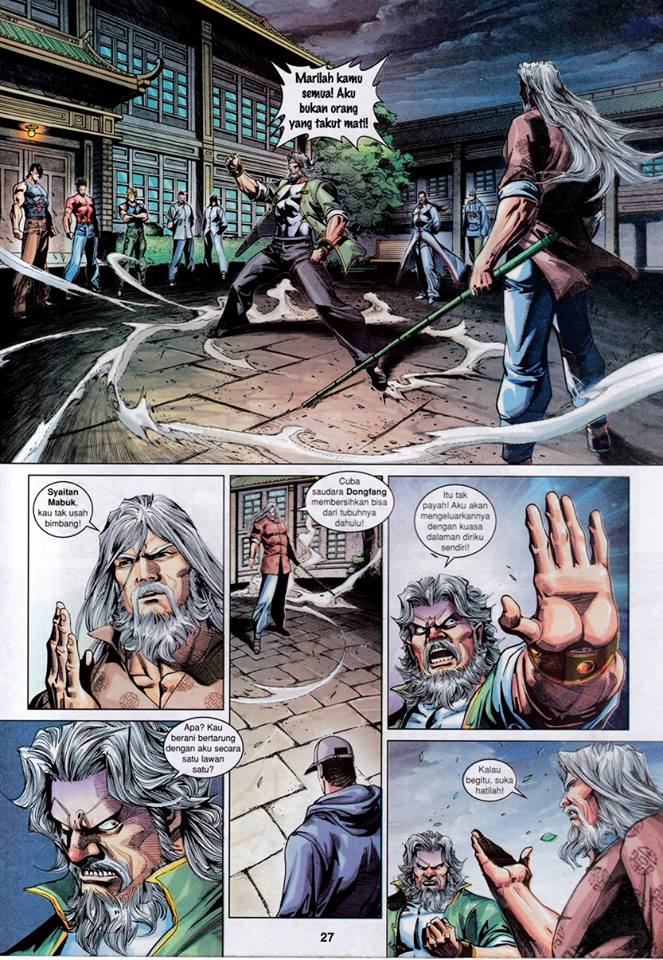 Marilah kamu
semua! Aku
bukan orang
yang takut mati!
Syaitan
Mabuk,
kau tak usah
bimbang!
Cuba
saudara Dongfang
membersihkan bisa
dari tubuhnya
dahulu!
Itu tak
payah! Aku akan
mengeluarkannya
dengan kuasa
dalaman diriku
sendiri!
Apa? Kau
berani bertarung
dengan aku secara
satu lawan
satu?
Kalau
begitu, suka
hatilah!
27